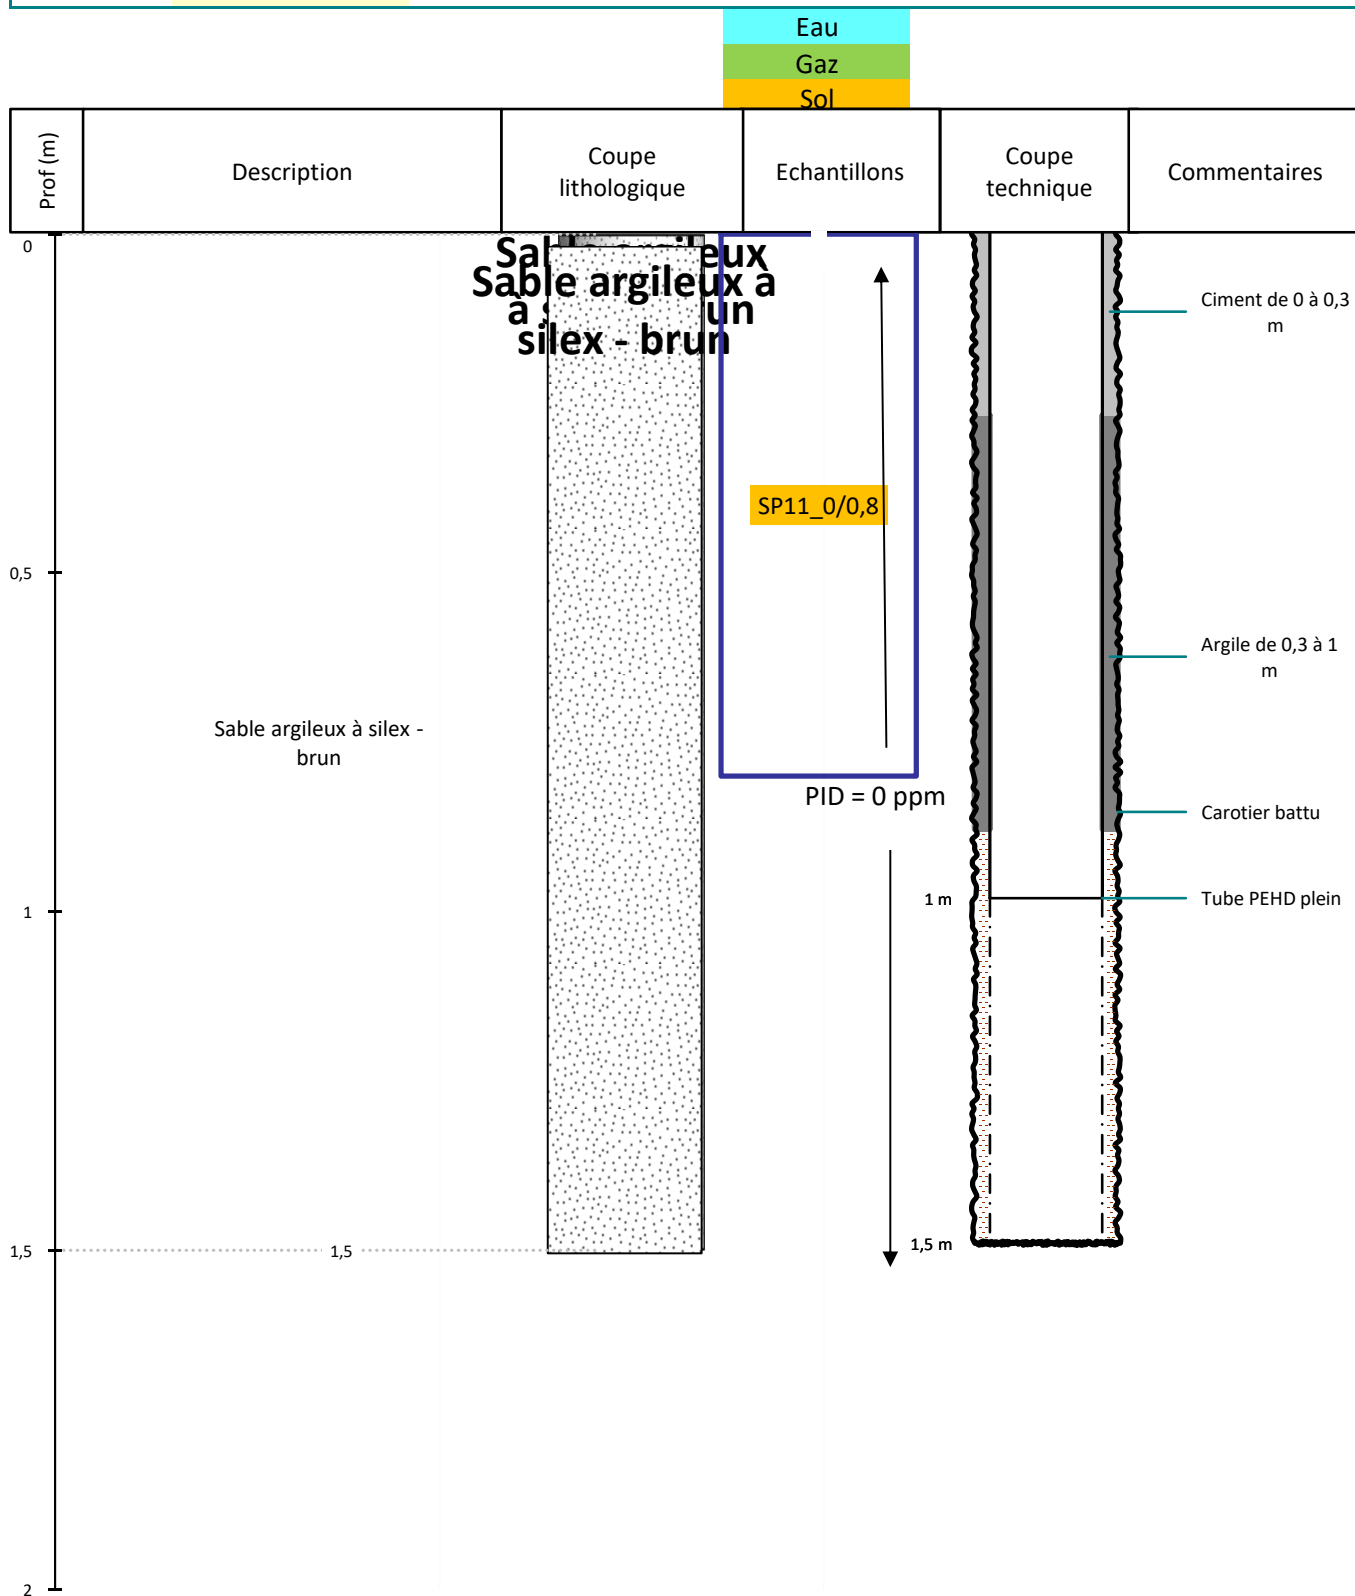 Eau
Gaz
Sol
Prof (m)
Description
Coupe
lithologique
Echantillons
Coupe
technique
Commentaires
0
Sable argileux à
silex - brun
Ciment de 0 à 0,3
m
SP11_0/0,8
0,5
Argile de 0,3 à 1
m
Sable argileux à silex -
brun
PID = 0 ppm
Carotier battu
1 m
Tube PEHD plein
1
1,5 m
1,5
1,5
2